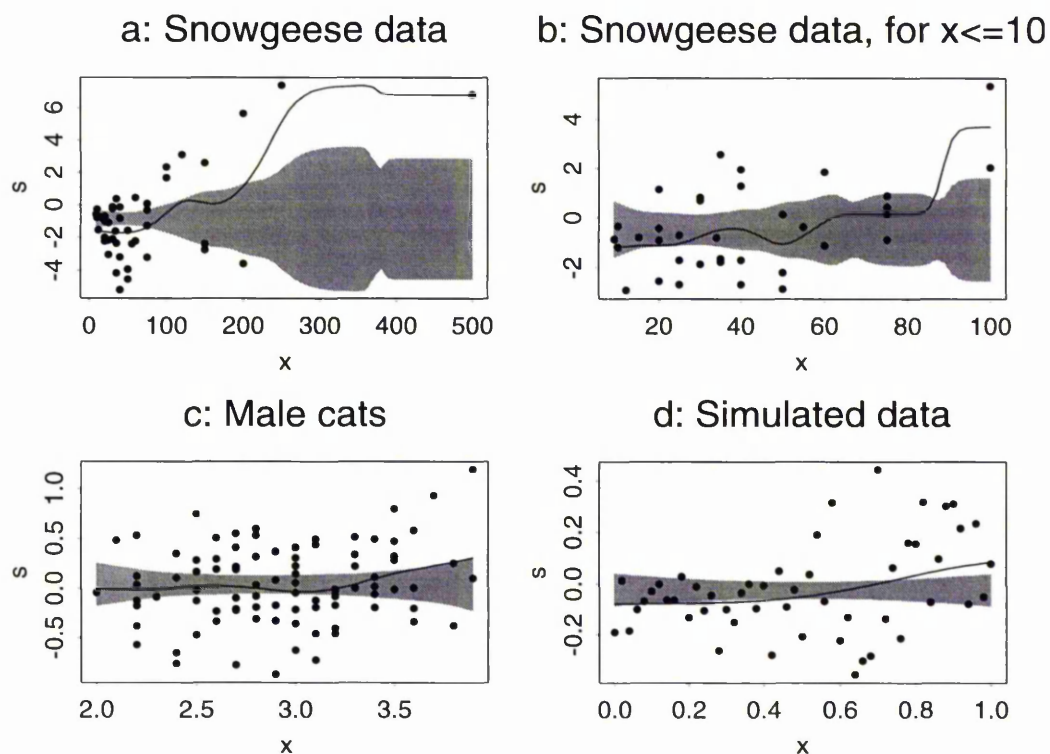 a: Snowgeese data
s
-4 -2 0 2 4 6
0 100 200 300 400 500
x
b: Snowgeese data, for x<=10
s
-2 0 2 4
20 40 60 80 100
x
c: Male cats
s
-0.5 0.0 0.5 1.0
2.0 2.5 3.0 3.5
x
d: Simulated data
s
-0.2 0.0 0.2 0.4
0.0 0.2 0.4 0.6 0.8 1.0
x